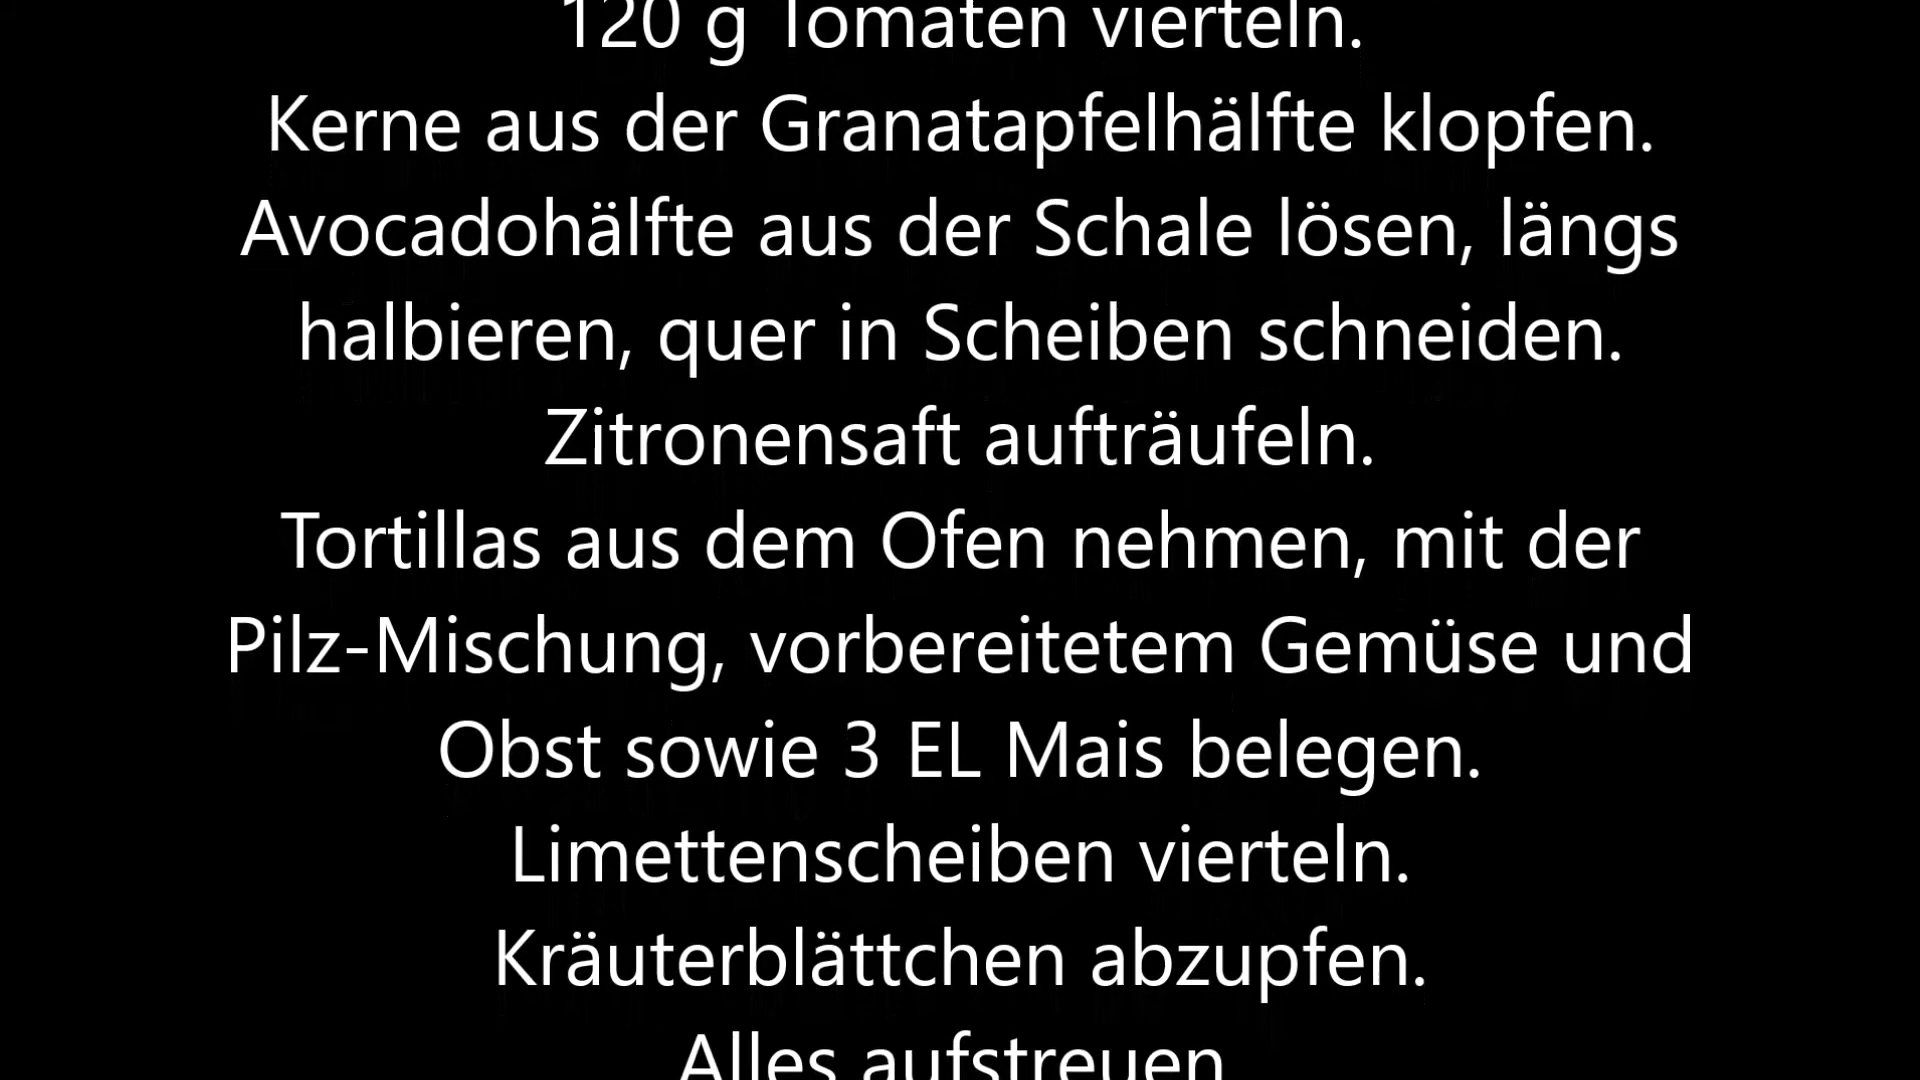 120 g Tomaten vierteln.
Kerne aus der Granatapfelhälfte klopfen.
Avocadohälfte aus der Schale lösen, längs
halbieren, quer in Scheiben schneiden.
Zitronensaft aufträufeln.
Tortillas aus dem Ofen nehmen, mit der
Pilz-Mischung, vorbereitetem Gemüse und
Obst sowie 3 EL Mais belegen.
Limettenscheiben vierteln.
Kräuterblättchen abzupfen.
Alles aufstreuen